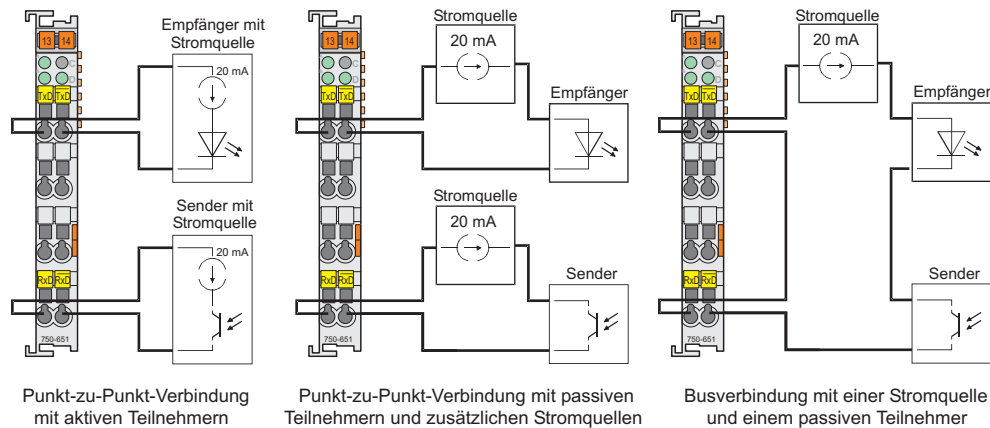 Empfänger mit
Stromquelle
13 14
C
D
20 mA
TxD TxD
Sender mit
Stromquelle
20 mA
RxD RxD
750-651
Punkt-zu-Punkt-Verbindung
mit aktiven Teilnehmern
Stromquelle
20 mA
13 14
C
D
TxD TxD
Empfänger
Stromquelle
20 mA
Sender
RxD RxD
750-651
Punkt-zu-Punkt-Verbindung mit passiven
Teilnehmern und zusätzlichen Stromquellen
Stromquelle
20 mA
13 14
C
D
TxD TxD
Empfänger
Sender
RxD RxD
750-651
Busverbindung mit einer Stromquelle
und einem passiven Teilnehmer